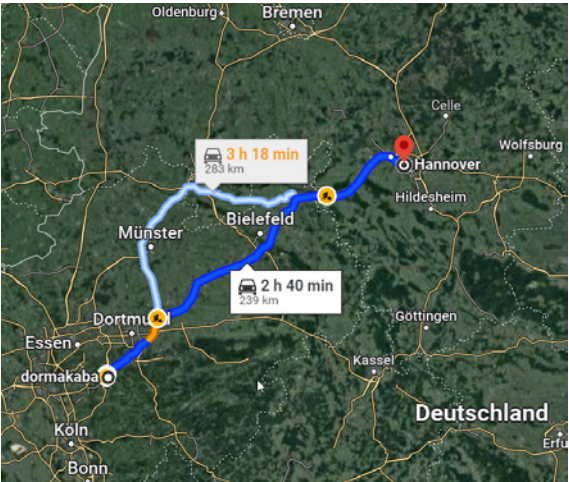 Oldenburg
Bremen
Celle
Wolfsburg
3 h 18 min
283 km
Hannover
Hildesheim
Bielefeld
Münster
2 h 40 min
239 km
Göttingen
Dortmund
Essen
Kassel
dormakaba
Deutschland
Köln
Erfu
Bonn